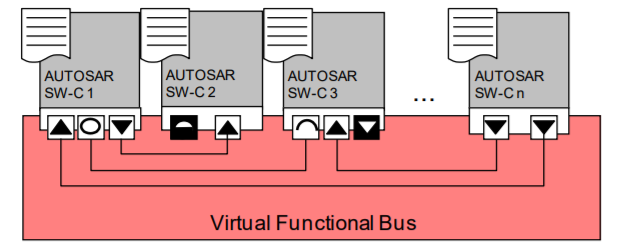 AUTOSAR
SW-C 1
AUTOSAR
SW-C 2
AUTOSAR
SW-C 3
...
AUTOSAR
SW-C n
Virtual Functional Bus